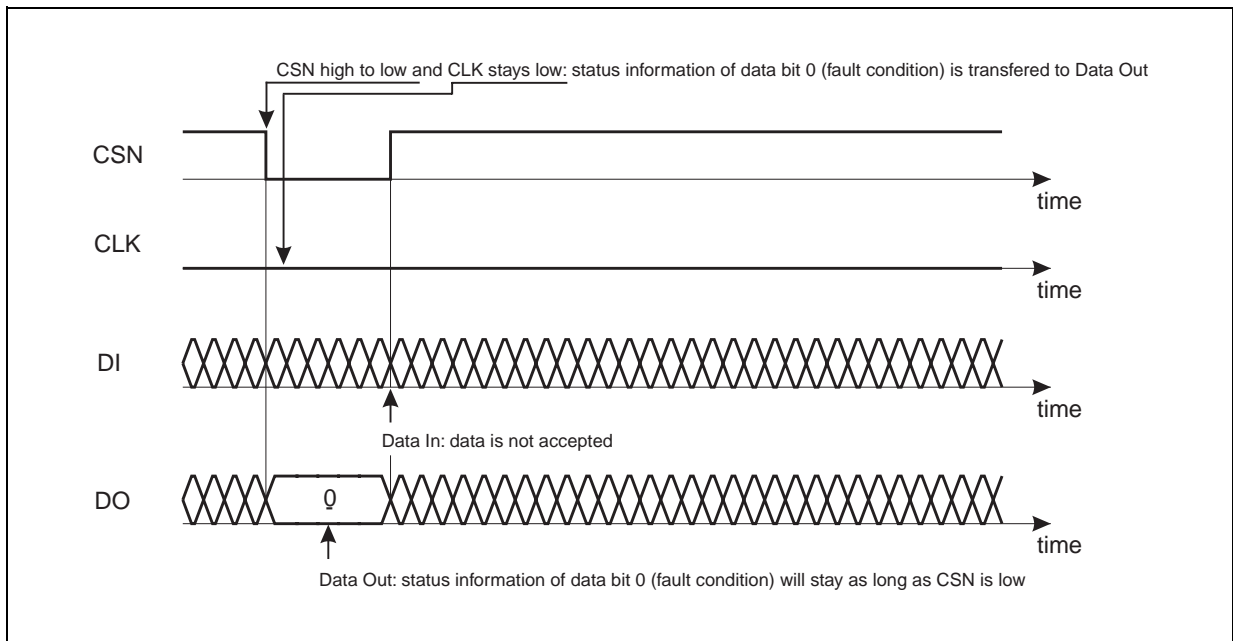 CSN high to low and CLK stays low: status information of data bit 0 (fault condition) is transfered to Data Out
CSN
time
CLK
time
DI
time
Data In: data is not accepted
DO
0
time
Data Out: status information of data bit 0 (fault condition) will stay as long as CSN is low